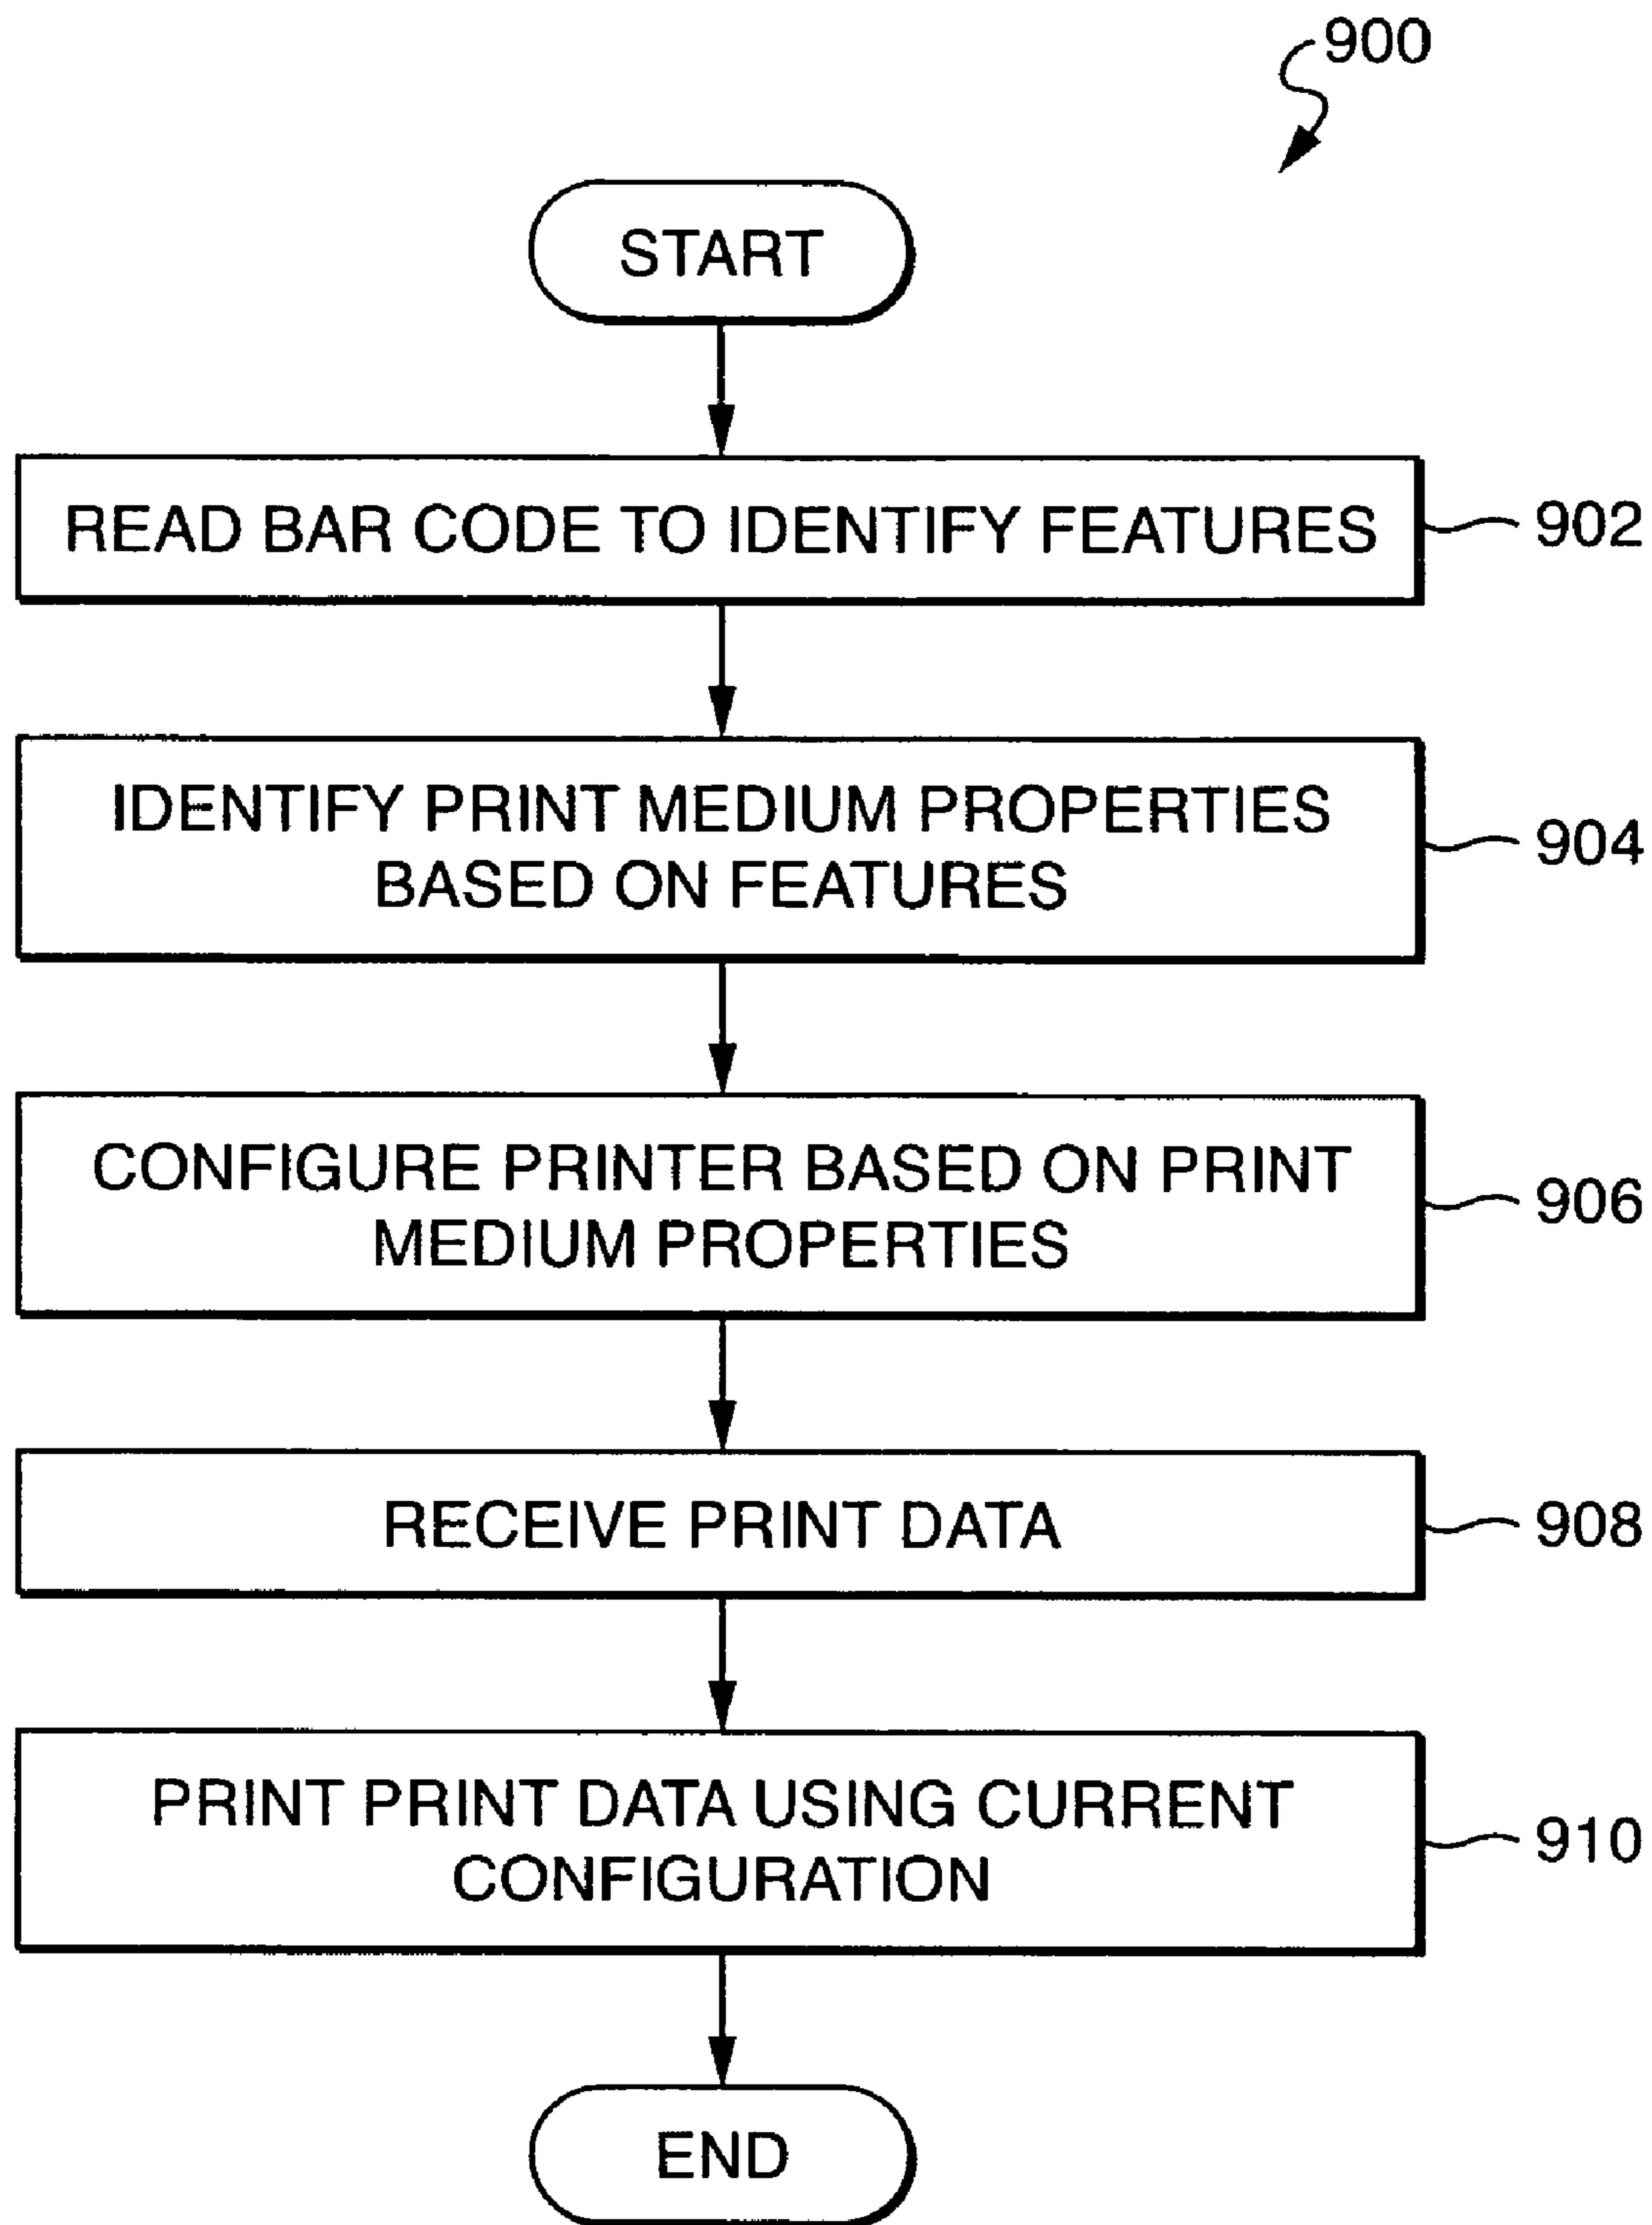 900
START
READ BAR CODE TO IDENTIFY FEATURES
902
IDENTIFY PRINT MEDIUM PROPERTIES
BASED ON FEATURES
904
CONFIGURE PRINTER BASED ON PRINT
MEDIUM PROPERTIES
906
RECEIVE PRINT DATA
908
PRINT PRINT DATA USING CURRENT
CONFIGURATION
910
END